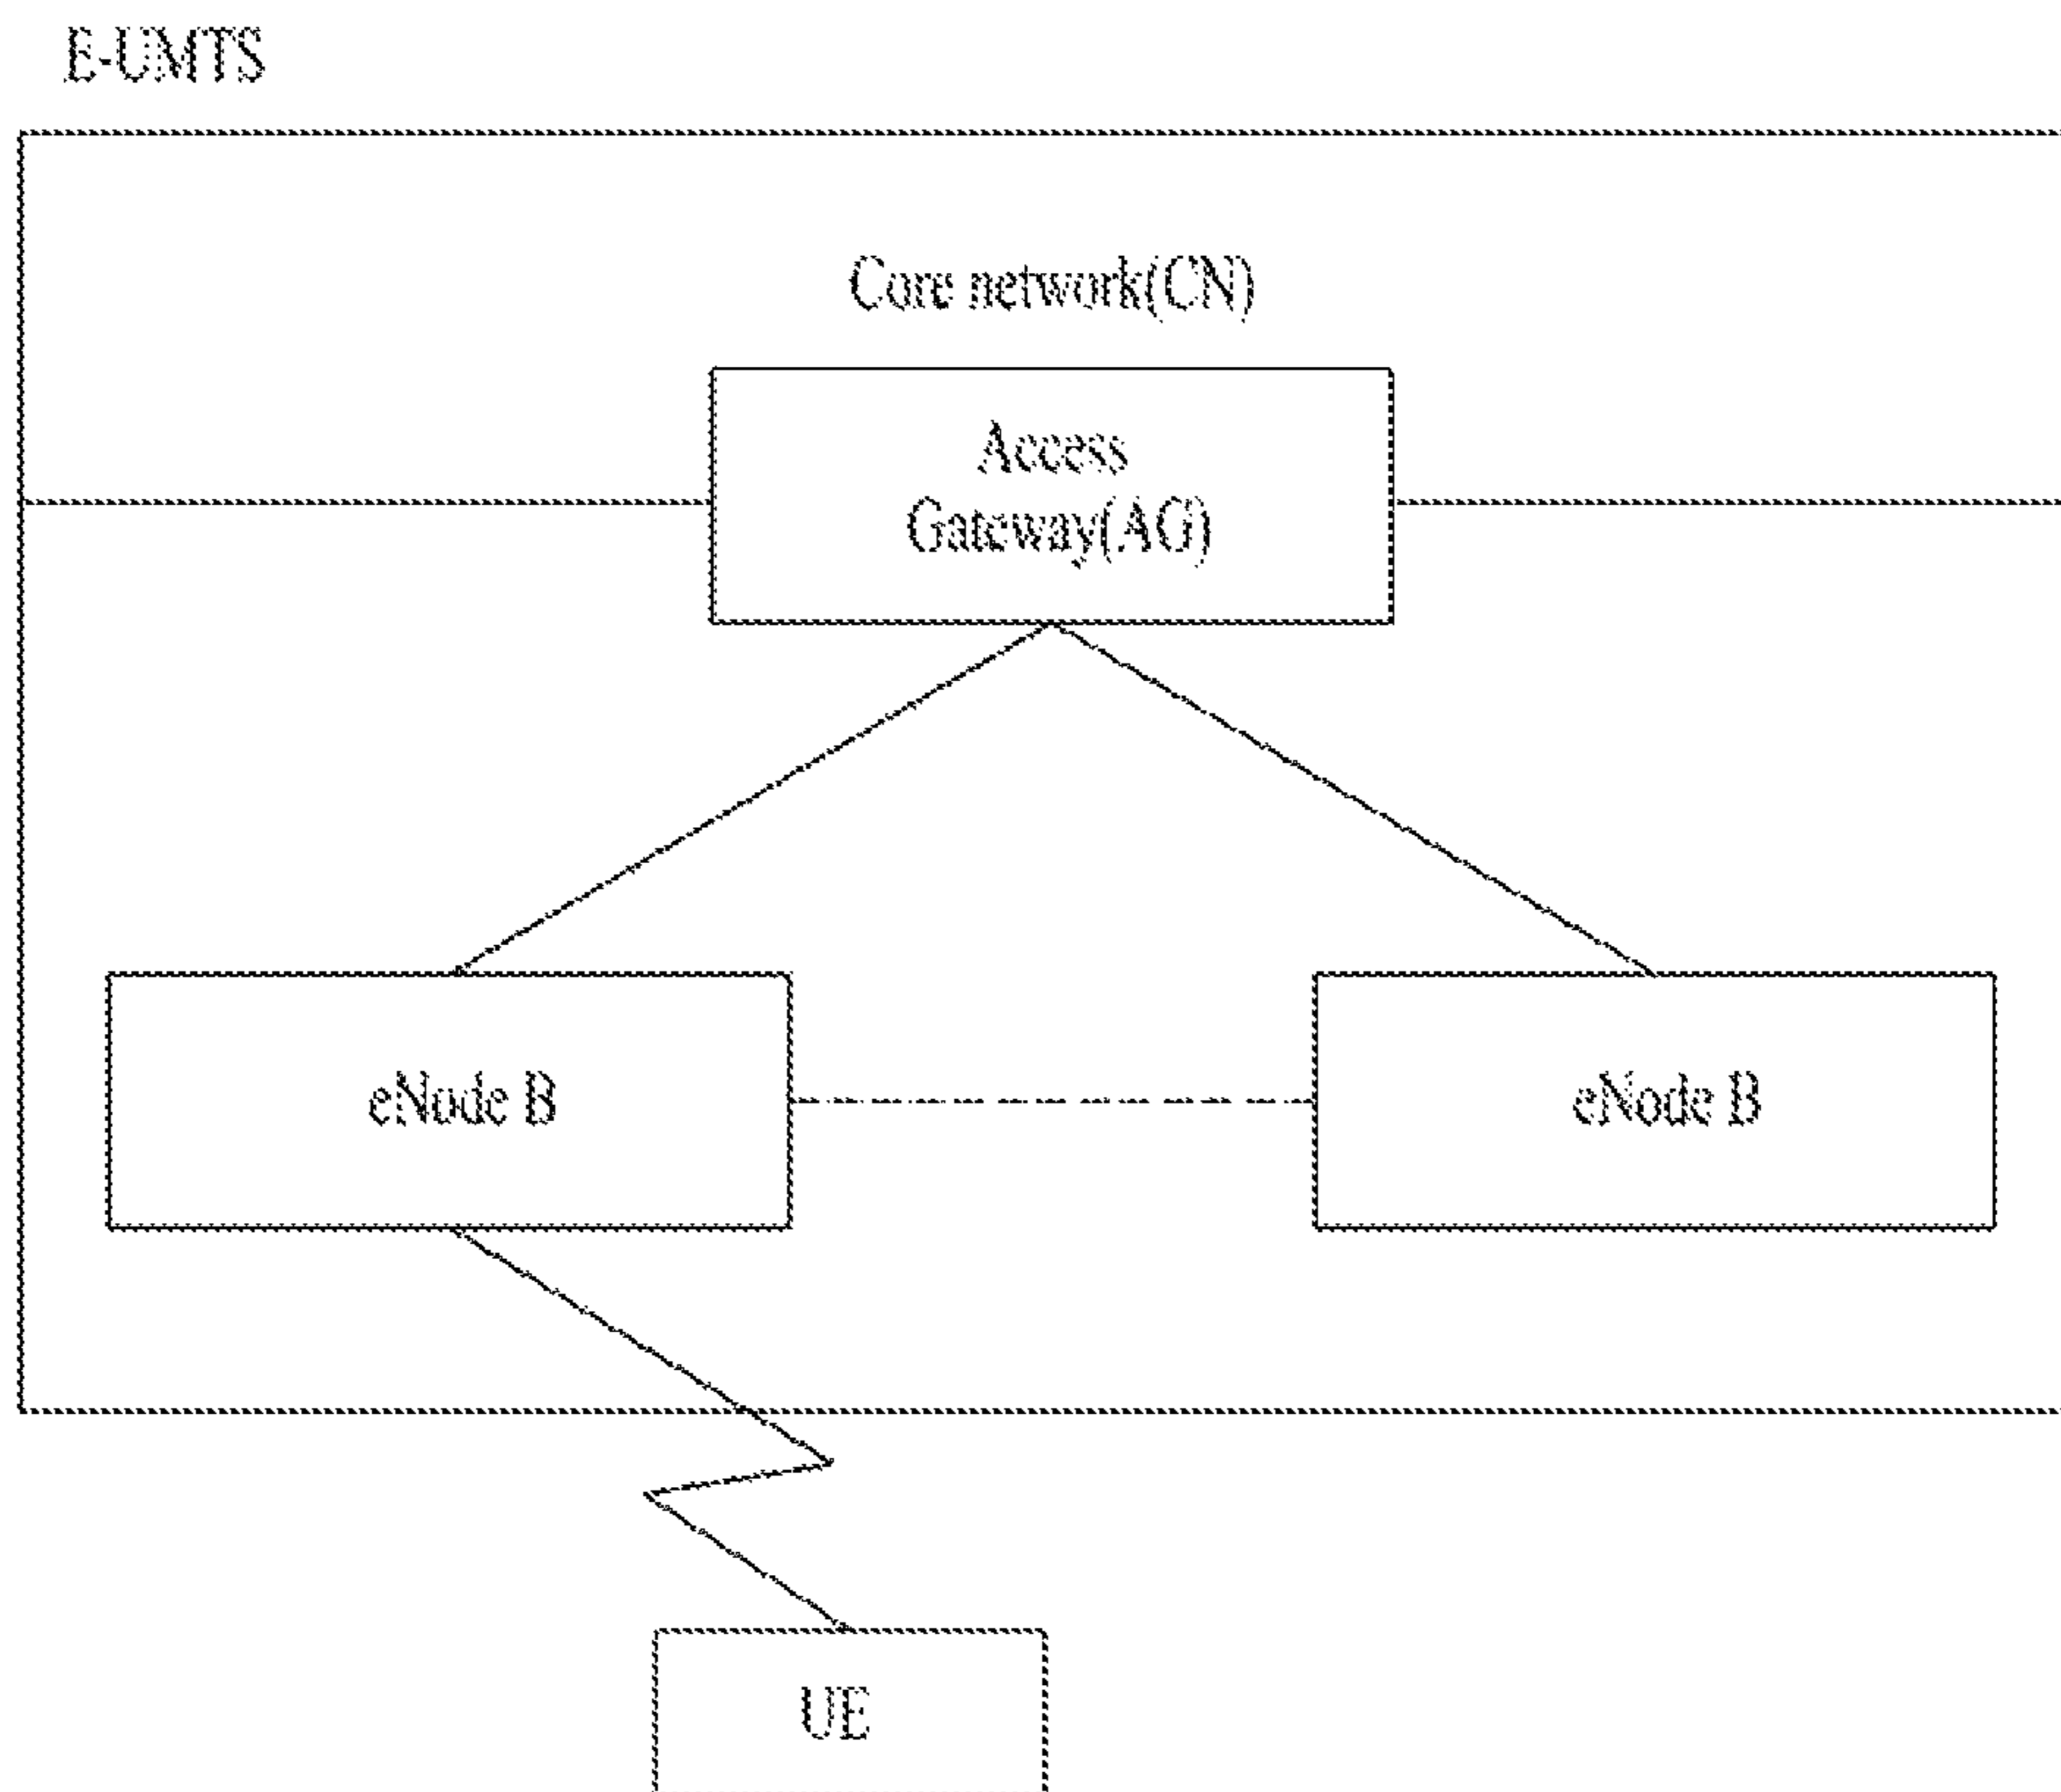 E-UMTS
Core network(CN)
Access
Gateway(AG)
eNode B
eNode B
UE